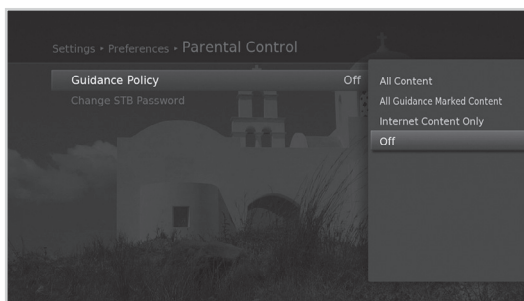 Settings • Preferences • Parental Control
Guidance Policy Off
Change STB Password
All Content
All Guidance Marked Content
Internet Content Only
Off